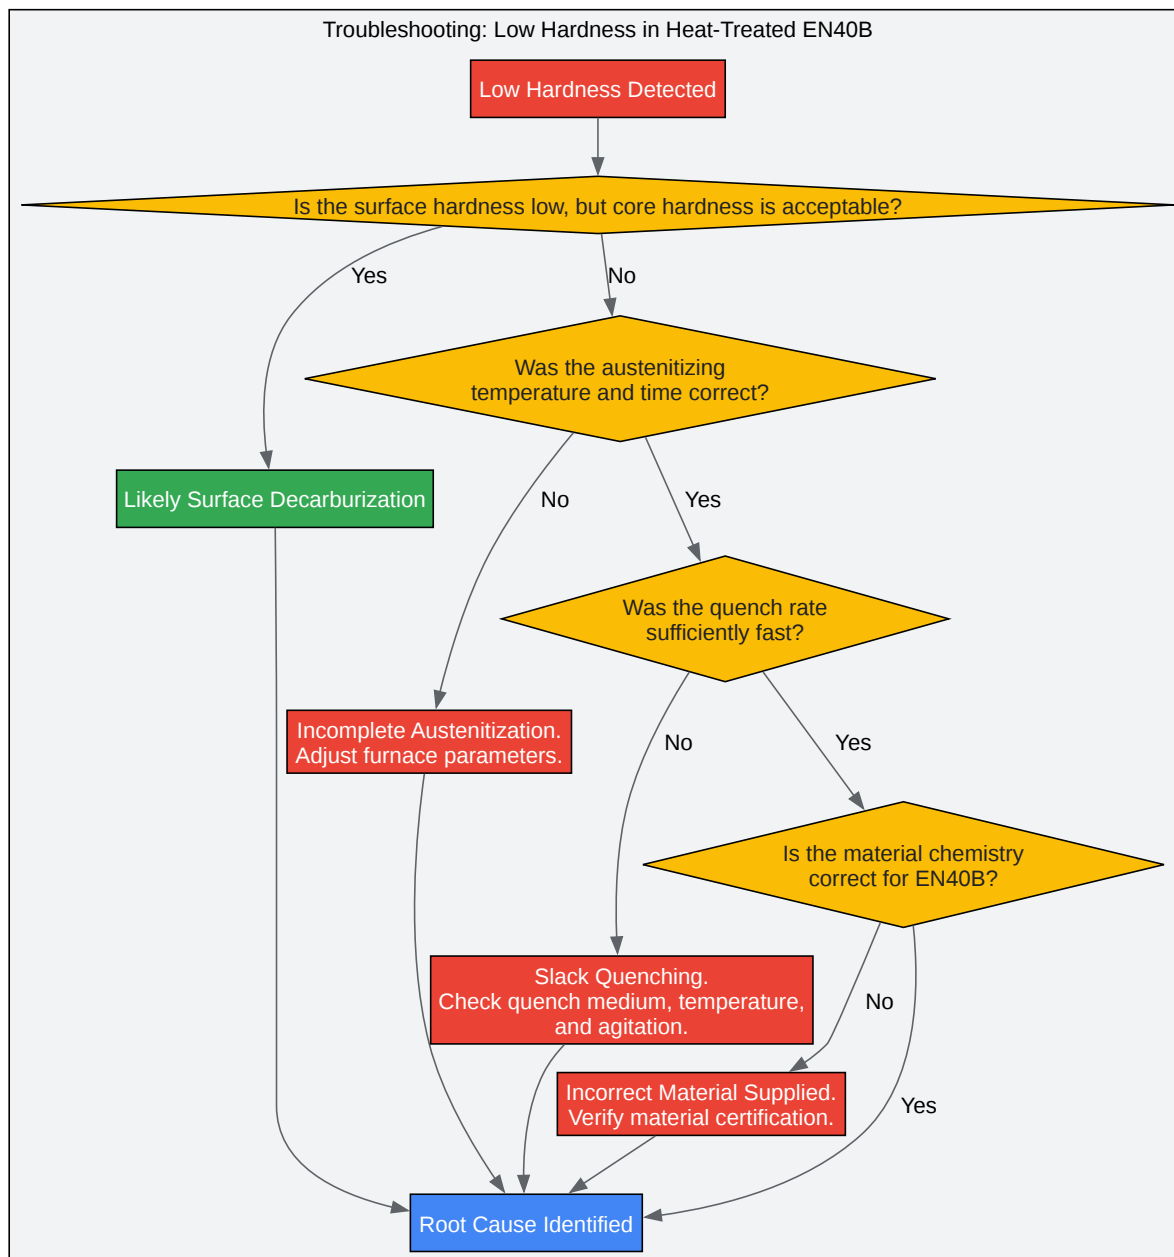 Troubleshooting: Low Hardness in Heat-Treated EN40B
Low Hardness Detected
Is the surface hardness low, but core hardness is acceptable?
Yes
No
Was the austenitizing
temperature and time correct?
Likely Surface Decarburization
No
Yes
Was the quench rate
sufficiently fast?
Incomplete Austenitization.
Adjust furnace parameters.
No
Yes
Is the material chemistry
correct for EN40B?
Slack Quenching.
Check quench medium, temperature,
and agitation.
No
Incorrect Material Supplied.
Verify material certification.
Yes
Root Cause Identified